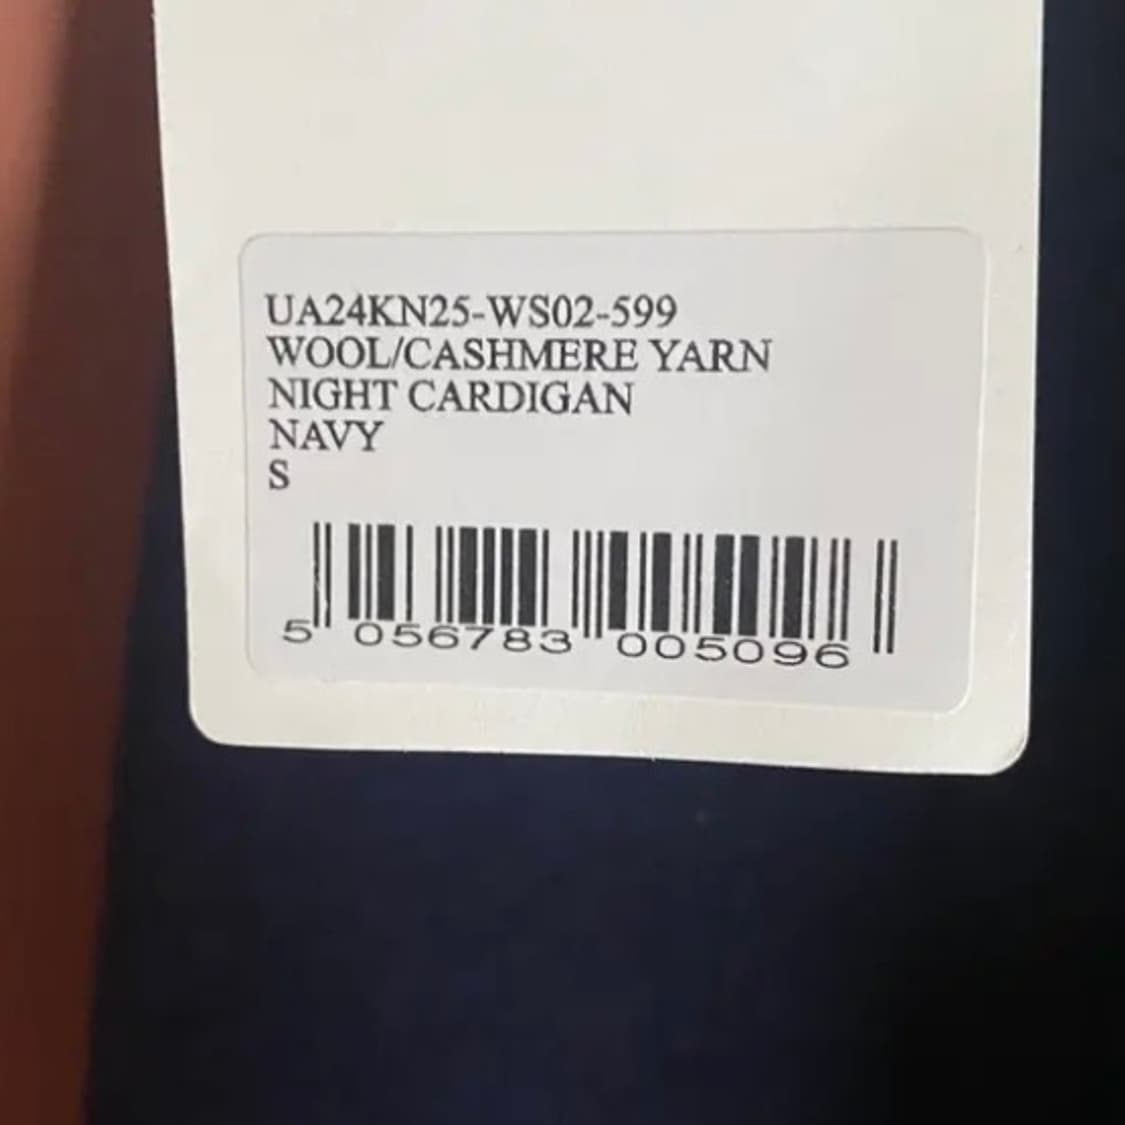 UA24KN25-WS02-599
WOOL/CASHMERE YARN
NIGHT CARDIGAN
NAVY
S
5 056783 005096